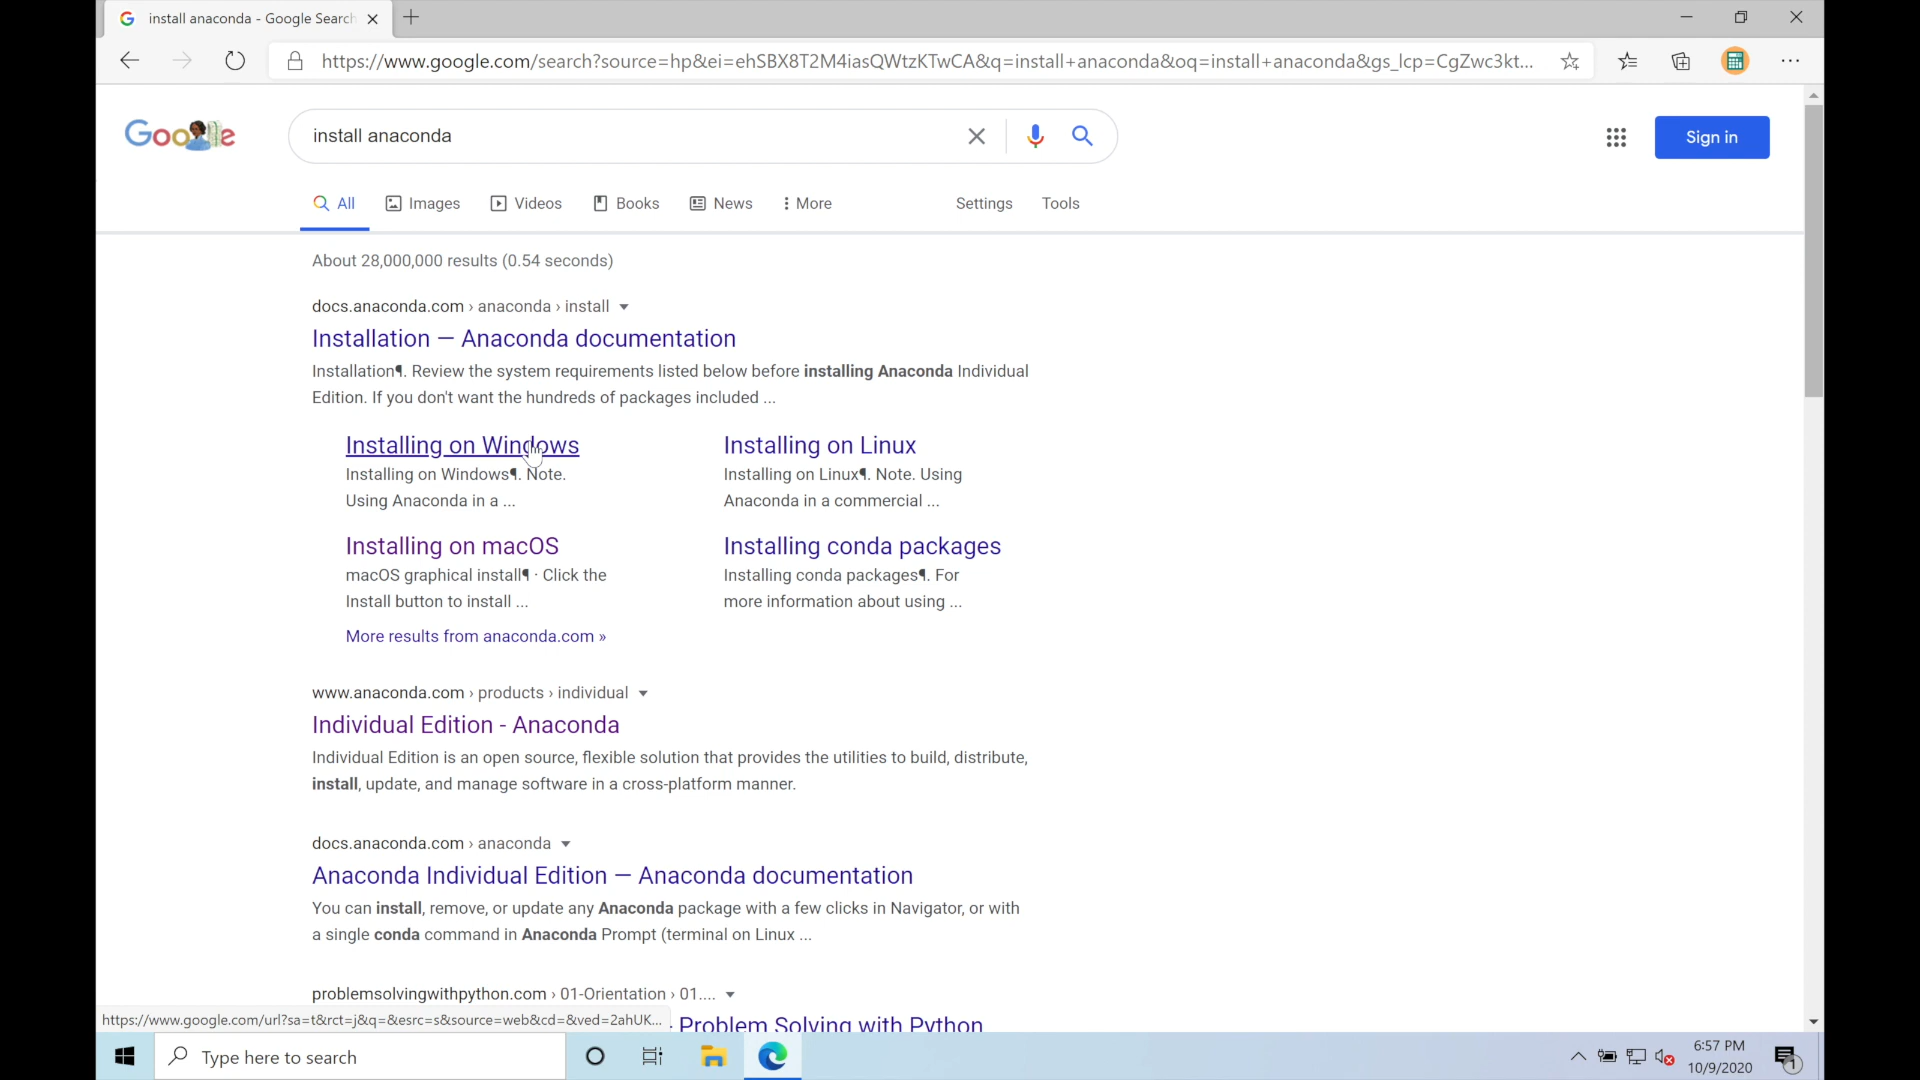 install anaconda - Google Search
https://www.google.com/search?source=hp&ei=ehSBX8T2M4iasQWtzKTwCA&q=install+anaconda&oq=install+anaconda&gs_lcp=CgZwc3kt...
Google
install anaconda
Sign in
All Images Videos Books News More Settings Tools
About 28,000,000 results (0.54 seconds)
docs.anaconda.com › anaconda › install
Installation — Anaconda documentation
Installation¶. Review the system requirements listed below before installing Anaconda Individual
Edition. If you don't want the hundreds of packages included ...
Installing on Windows
Installing on Windows¶. Note.
Using Anaconda in a ...
Installing on Linux
Installing on Linux¶. Note. Using
Anaconda in a commercial ...
Installing on macOS
macOS graphical install¶ · Click the
Install button to install ...
Installing conda packages
Installing conda packages¶. For
more information about using ...
More results from anaconda.com »
www.anaconda.com › products › individual
Individual Edition - Anaconda
Individual Edition is an open source, flexible solution that provides the utilities to build, distribute,
install, update, and manage software in a cross-platform manner.
docs.anaconda.com › anaconda
Anaconda Individual Edition — Anaconda documentation
You can install, remove, or update any Anaconda package with a few clicks in Navigator, or with
a single conda command in Anaconda Prompt (terminal on Linux ...
problemsolvingwithpython.com › 01-Orientation › 01....
Problem Solving with Python
https://www.google.com/url?sa=t&rct=j&q=&esrc=s&source=web&cd=&ved=2ahUK...
Type here to search
6:57 PM
10/9/2020
1